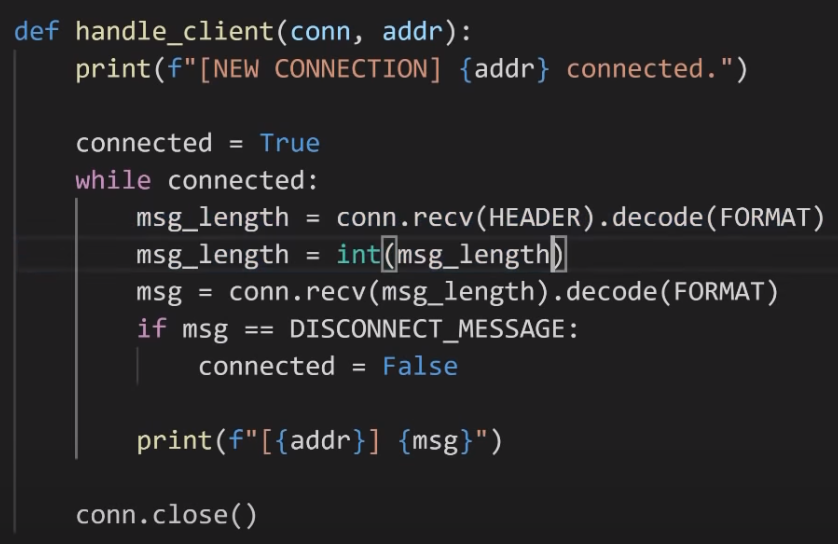 def handle_client(conn, addr):
    print(f"[NEW CONNECTION] {addr} connected.")

    connected = True
    while connected:
        msg_length = conn.recv(HEADER).decode(FORMAT)
        msg_length = int(msg_length)
        msg = conn.recv(msg_length).decode(FORMAT)
        if msg == DISCONNECT_MESSAGE:
            connected = False

        print(f"[{addr}] {msg}")

    conn.close()